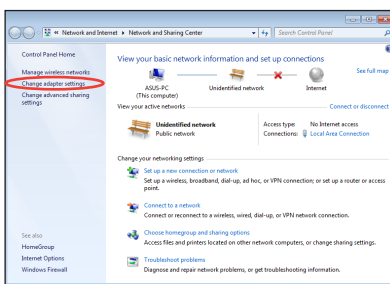 « Network and Internet ▸ Network and Sharing Center
Search Control Panel
Control Panel Home
Manage wireless networks
Change adapter settings
Change advanced sharing
settings
View your basic network information and set up connections
See full map
ASUS-PC
(This computer)
Unidentified network
Internet
View your active networks
Connect or disconnect
Unidentified network
Public network
Access type: No Internet access
Connections: Local Area Connection
Change your networking settings
Set up a new connection or network
Set up a wireless, broadband, dial-up, ad hoc, or VPN connection; or set up a router or access
point.
Connect to a network
Connect or reconnect to a wireless, wired, dial-up, or VPN network connection.
Choose homegroup and sharing options
Access files and printers located on other network computers, or change sharing settings.
Troubleshoot problems
Diagnose and repair network problems, or get troubleshooting information.
See also
HomeGroup
Internet Options
Windows Firewall